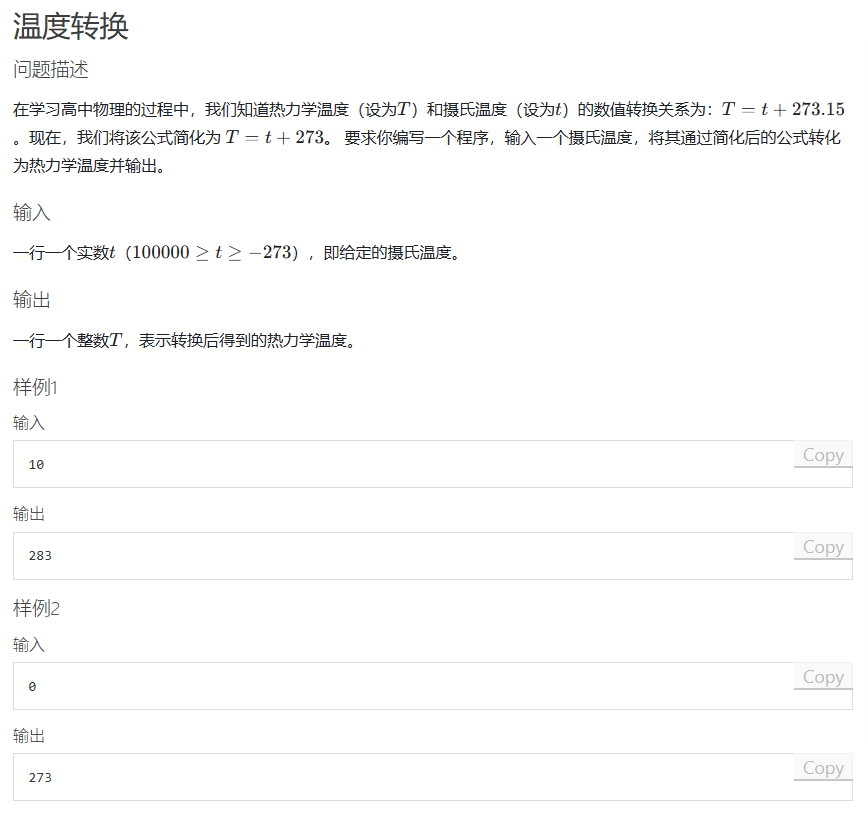 温度转换
问题描述
在学习高中物理的过程中，我们知道热力学温度（设为T）和摄氏温度（设为t）的数值转换关系为：T = t + 273.15
。现在，我们将该公式简化为 T = t + 273。 要求你编写一个程序，输入一个摄氏温度，将其通过简化后的公式转化
为热力学温度并输出。
输入
一行一个实数t（100000 ≥ t ≥ −273），即给定的摄氏温度。
输出
一行一个整数T，表示转换后得到的热力学温度。
样例1
输入
Copy
10
输出
Copy
283
样例2
输入
Copy
0
输出
Copy
273